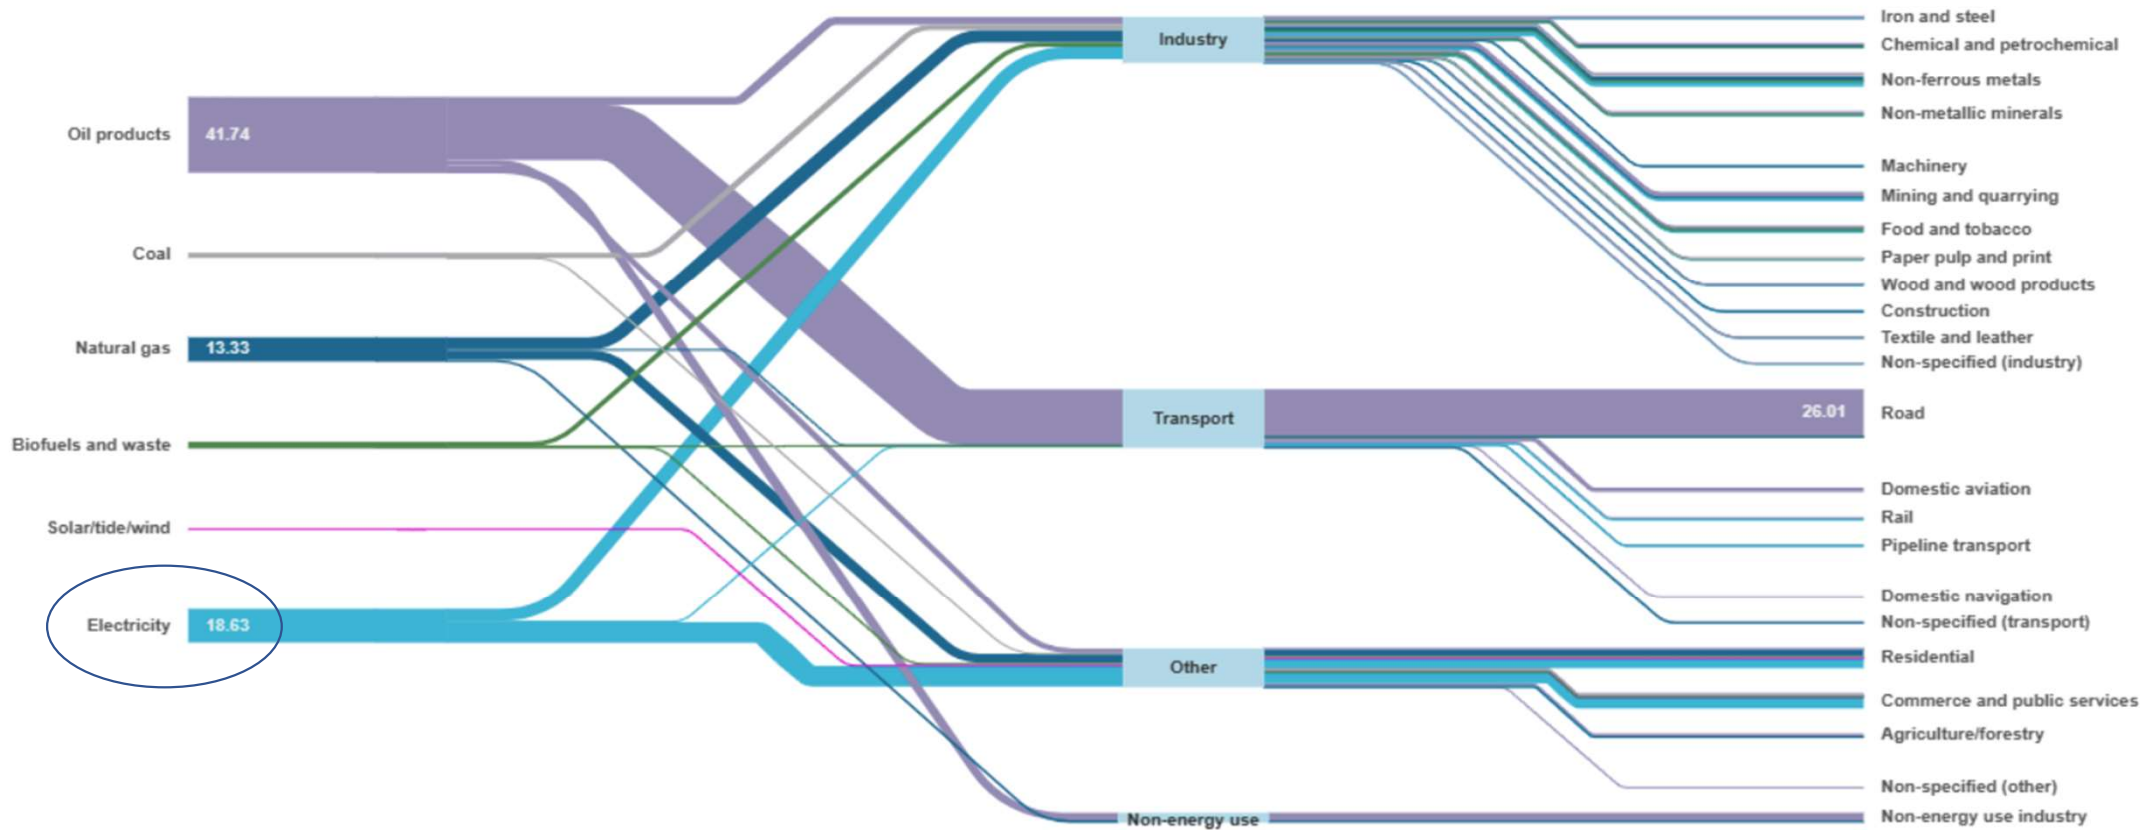 Oil products
41.74
Coal
Natural gas
13.33
Biofuels and waste
Solar/tide/wind
Electricity
18.63
Industry
Transport
Other
Non-energy use
Iron and steel
Chemical and petrochemical
Non-ferrous metals
Non-metallic minerals
Machinery
Mining and quarrying
Food and tobacco
Paper pulp and print
Wood and wood products
Construction
Textile and leather
Non-specified (industry)
26.01
Road
Domestic aviation
Rail
Pipeline transport
Domestic navigation
Non-specified (transport)
Residential
Commerce and public services
Agriculture/forestry
Non-specified (other)
Non-energy use industry